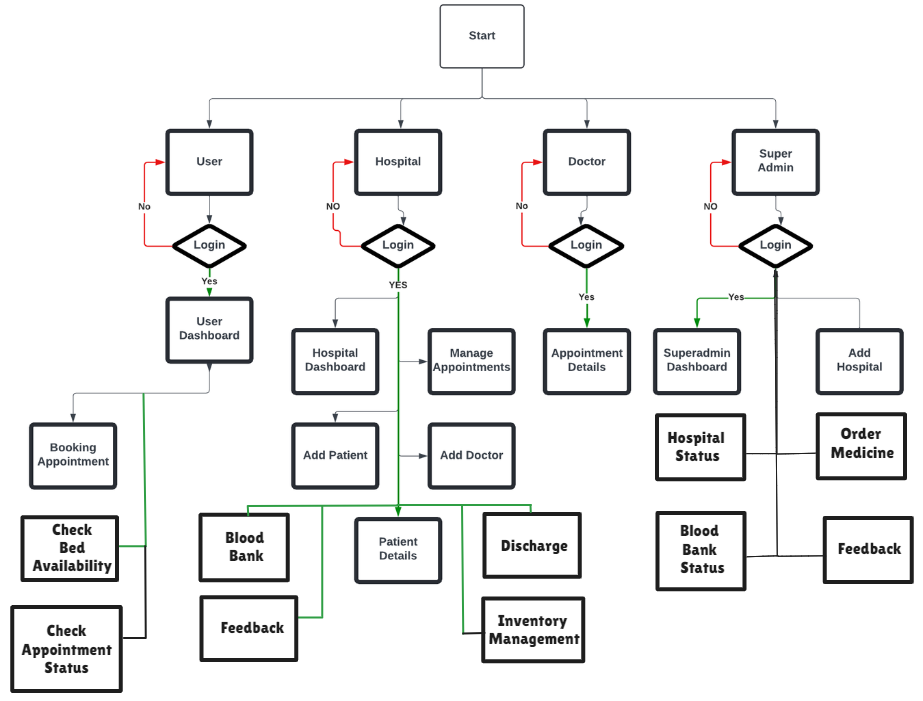 Start
User
Hospital
Doctor
Super
Admin
No
NO
No
NO
Login
Login
Login
Login
Yes
YES
Yes
Yes
User
Dashboard
Hospital
Dashboard
Manage
Appointments
Appointment
Details
Superadmin
Dashboard
Add
Hospital
Booking
Appointment
Add Patient
Add Doctor
Hospital
Status
Order
Medicine
Check
Bed
Availability
Blood
Bank
Patient
Details
Discharge
Blood
Bank
Status
Feedback
Check
Appointment
Status
Feedback
Inventory
Management